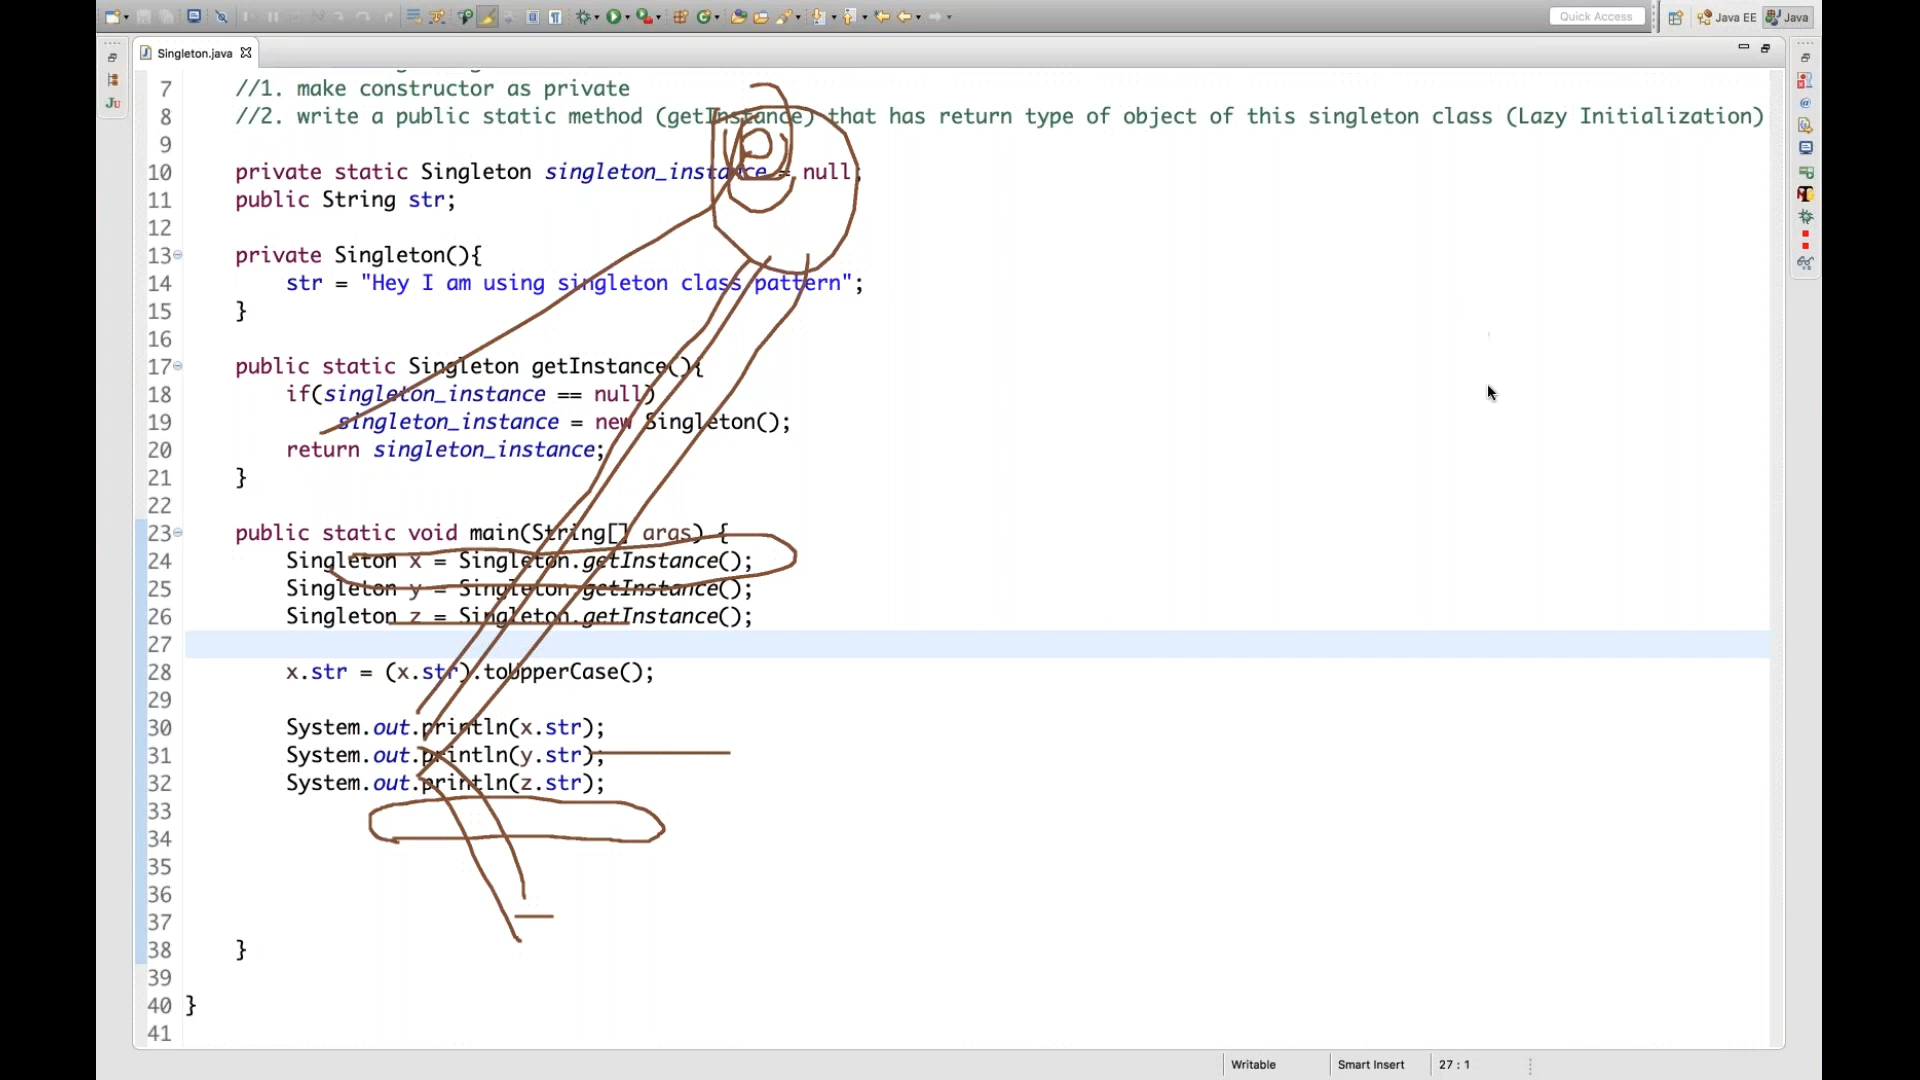 Quick Access
Java EE
Java
Singleton.java
7 //1. make constructor as private
8 //2. write a public static method (getInstance) that has return type of object of this singleton class (Lazy Initialization)
9
10 private static Singleton singleton_instance = null;
11 public String str;
12
13 private Singleton(){
14 str = "Hey I am using singleton class pattern";
15 }
16
17 public static Singleton getInstance(){
18 if(singleton_instance == null)
19 singleton_instance = new Singleton();
20 return singleton_instance;
21 }
22
23 public static void main(String[] args) {
24 Singleton x = Singleton.getInstance();
25 Singleton y = Singleton.getInstance();
26 Singleton z = Singleton.getInstance();
27
28 x.str = (x.str).toUpperCase();
29
30 System.out.println(x.str);
31 System.out.println(y.str);
32 System.out.println(z.str);
33
34
35
36
37
38 }
39
40 }
41
Writable Smart Insert 27 : 1